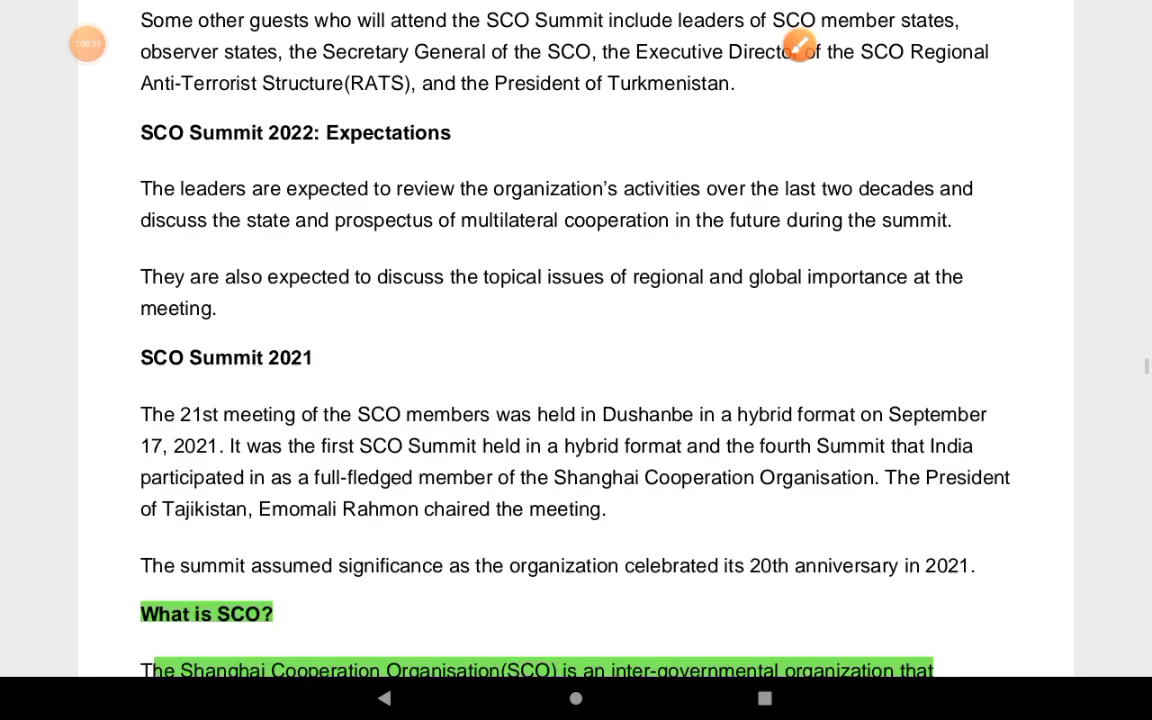 Some other guests who will attend the SCO Summit include leaders of SCO member states,
observer states, the Secretary General of the SCO, the Executive Director of the SCO Regional
Anti-Terrorist Structure(RATS), and the President of Turkmenistan.
SCO Summit 2022: Expectations
The leaders are expected to review the organization's activities over the last two decades and
discuss the state and prospectus of multilateral cooperation in the future during the summit.
They are also expected to discuss the topical issues of regional and global importance at the
meeting.
SCO Summit 2021
The 21st meeting of the SCO members was held in Dushanbe in a hybrid format on September
17, 2021. It was the first SCO Summit held in a hybrid format and the fourth Summit that India
participated in as a full-fledged member of the Shanghai Cooperation Organisation. The President
of Tajikistan, Emomali Rahmon chaired the meeting.
The summit assumed significance as the organization celebrated its 20th anniversary in 2021.
What is SCO?
The Shanghai Cooperation Organisation(SCO) is an inter-governmental organization that